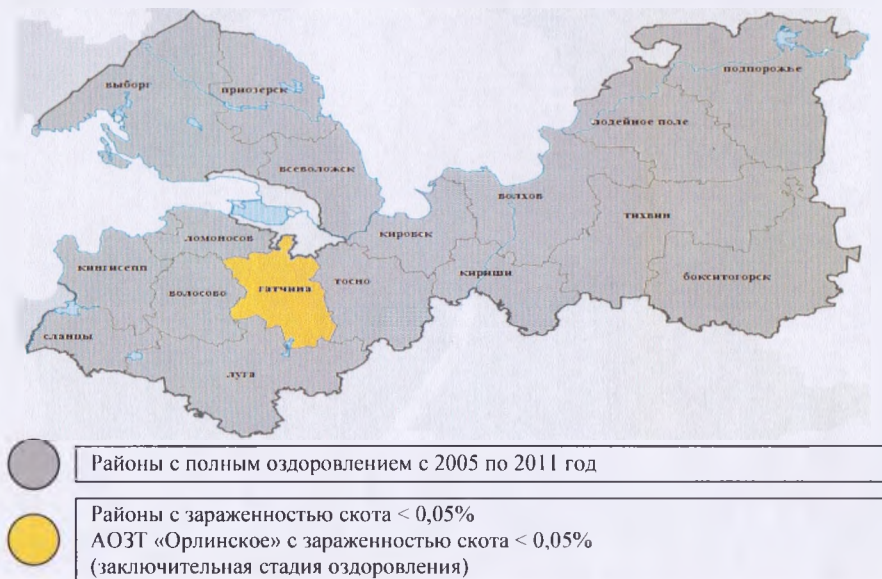 подпорожье
выборг
приозерск
лодейное поле
всеволожск
волхов
тихвин
кировск
ломоносов
кингисепп
кириши
бокситогорск
гатчина
тосно
волосово
сланцы
луга
Районы с полным оздоровлением с 2005 по 2011 год
Районы с зараженностью скота < 0,05%
АОЗТ «Орлинское» с зараженностью скота < 0,05%
(заключительная стадия оздоровления)